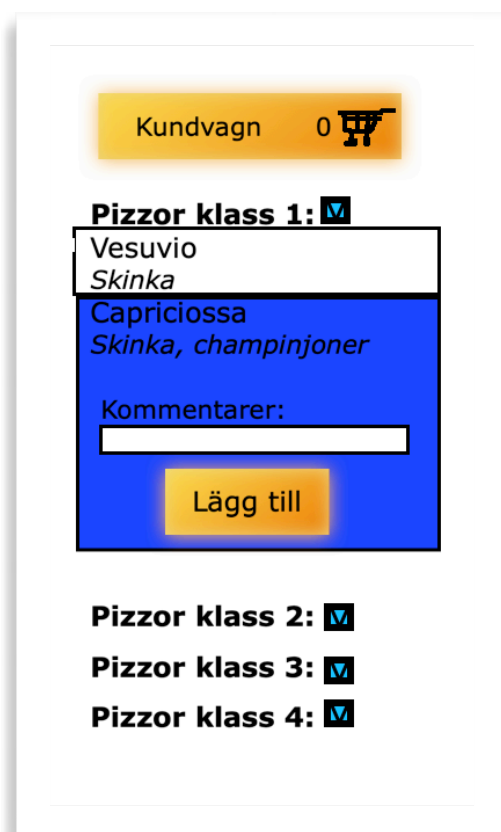 Kundvagn 0
Pizzor klass 1:
Vesuvio
Skinka
Capriciossa
Skinka, champinjoner
Kommentarer:
Lägg till
Pizzor klass 2:
Pizzor klass 3:
Pizzor klass 4: